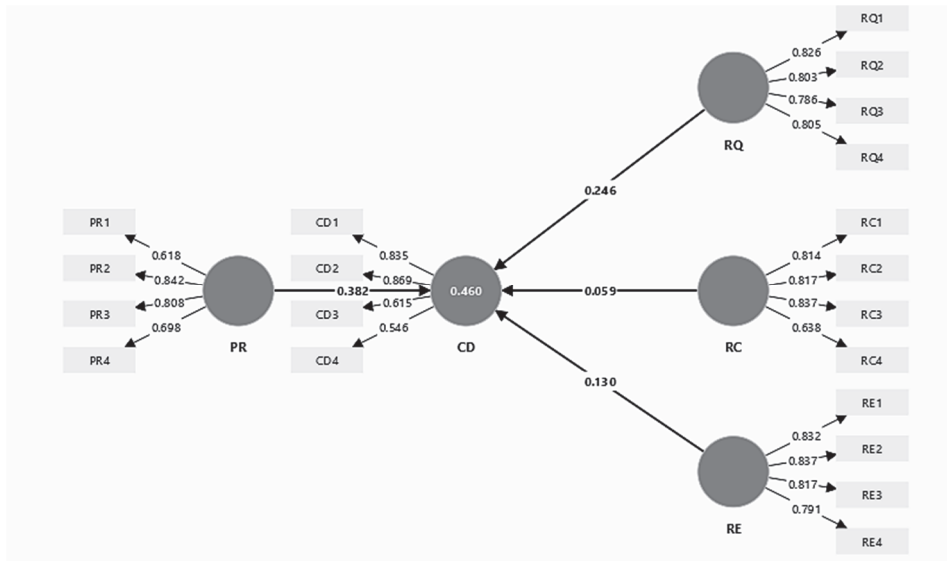 RQ1
0.826
RQ2
0.803
0.786
RQ3
0.805
RQ4
RQ
0.246
PR1
0.618
PR2
0.842
0.808
PR3
0.698
PR4
PR
0.382
CD1
0.835
CD2
0.869
0.615
CD3
0.546
CD4
0.460
CD
0.059
RC1
0.814
RC2
0.817
0.837
RC3
0.638
RC4
RC
0.130
RE1
0.832
RE2
0.837
0.817
RE3
0.791
RE4
RE